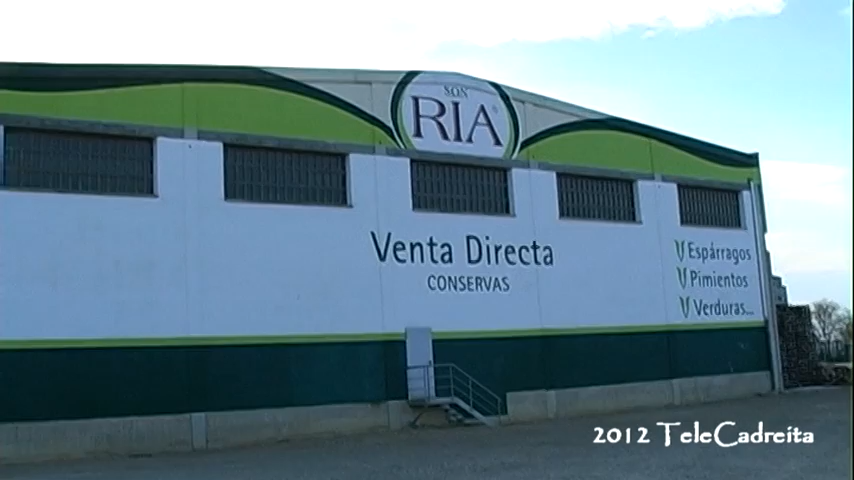 SON
RIA®
Venta Directa
CONSERVAS
Espárragos
Pimientos
Verduras...
2012 TeleCadreita